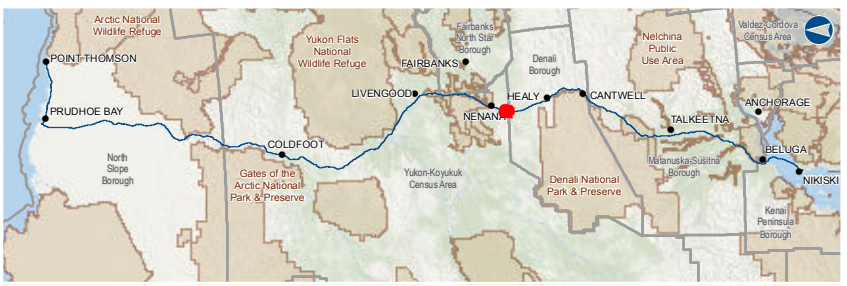 Arctic National
Wildlife Refuge
POINT THOMSON
PRUDHOE BAY
North
Slope
Borough
COLDFOOT
Gates of the
Arctic National
Park & Preserve
Yukon Flats
National
Wildlife Refuge
Fairbanks
North Star
Borough
FAIRBANKS
LIVENGOOD
NENANA
Yukon-Koyukuk
Census Area
Denali
Borough
HEALY
CANTWELL
Denali National
Park & Preserve
Nelchina
Public
Use Area
TALKEETNA
Matanuska-Susitna
Borough
Valdez-Cordova
Census Area
ANCHORAGE
BELUGA
NIKISKI
Kenai
Peninsula
Borough